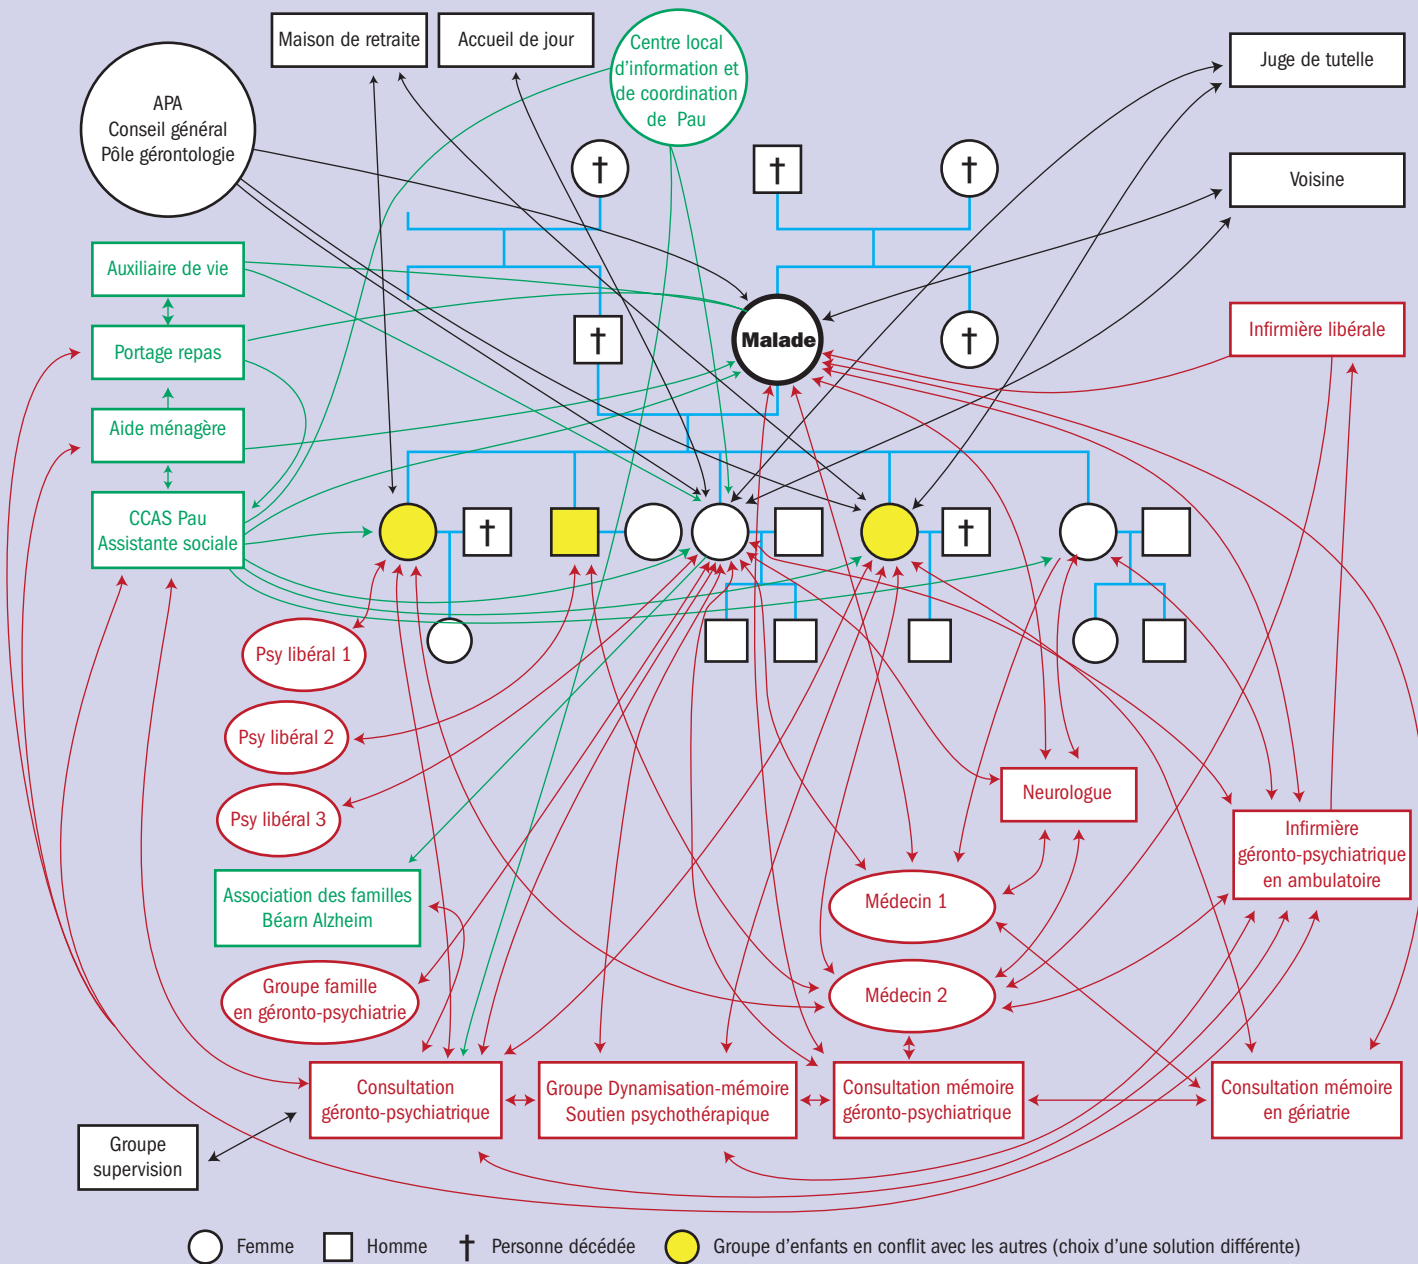 Maison de retraite
Accueil de jour
Centre local
d'information et
de coordination
de Pau
Juge de tutelle
APA
Conseil général
Pôle gérontologie
Voisine
Auxiliaire de vie
Portage repas
Malade
Infirmière libérale
Aide ménagère
CCAS Pau
Assistante sociale
Psy libéral 1
Psy libéral 2
Psy libéral 3
Neurologue
Infirmière
géronto-psychiatrique
en ambulatoire
Association des familles
Béarn Alzheim
Médecin 1
Groupe famille
en géronto-psychiatrie
Médecin 2
Consultation
géronto-psychiatrique
Groupe Dynamisation-mémoire
Soutien psychothérapique
Consultation mémoire
géronto-psychiatrique
Consultation mémoire
en gériatrie
Groupe
supervision
Femme
Homme
Personne décédée
Groupe d'enfants en conflit avec les autres (choix d'une solution différente)